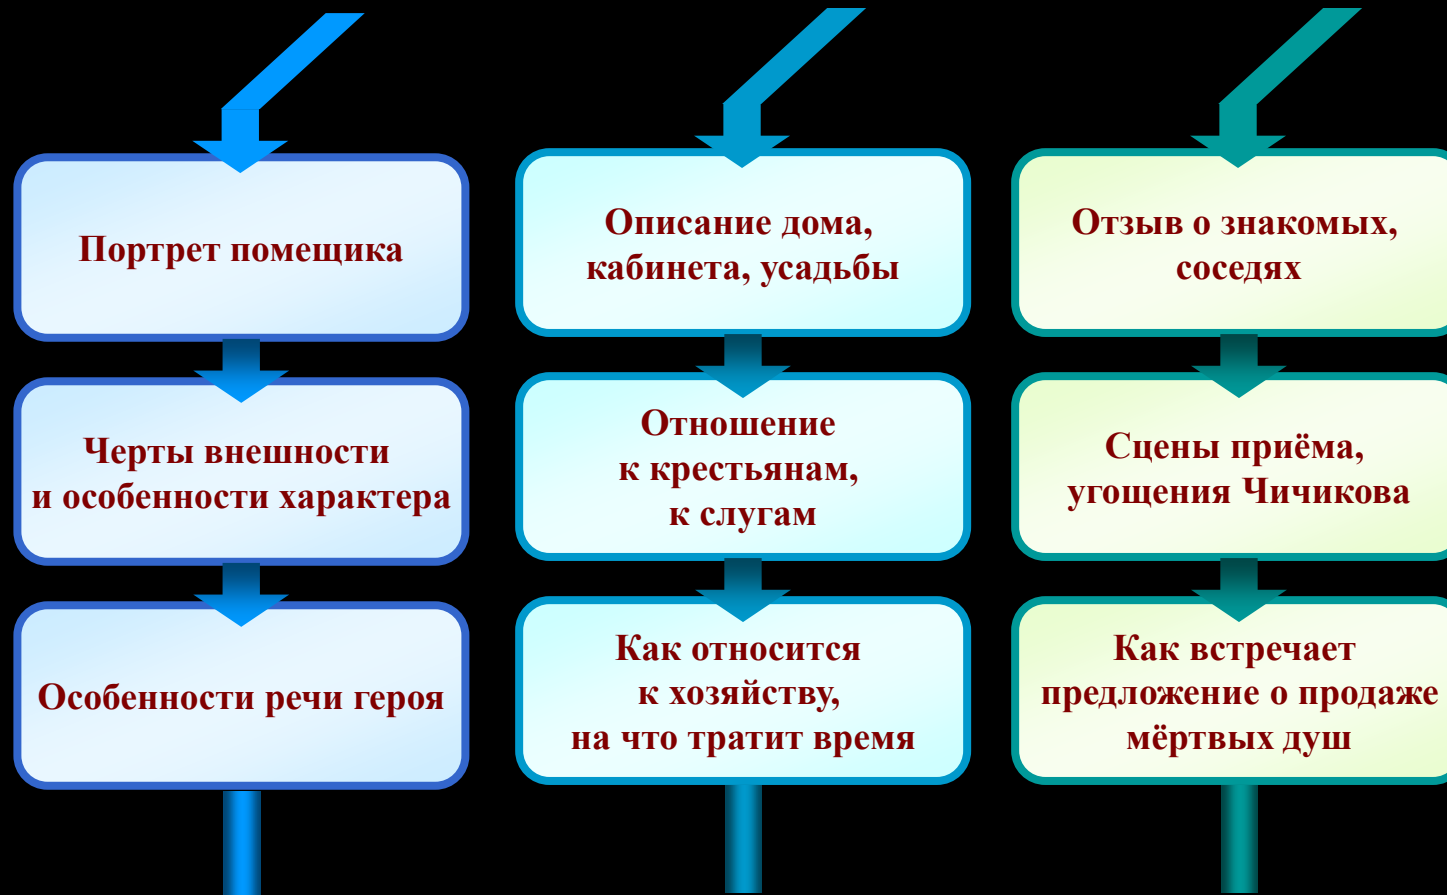 Портрет помещика
Черты внешности
и особенности характера
Особенности речи героя
Описание дома,
кабинета, усадьбы
Отношение
к крестьянам,
к слугам
Как относится
к хозяйству,
на что тратит время
Отзыв о знакомых,
соседях
Сцены приёма,
угощения Чичикова
Как встречает
предложение о продаже
мёртвых душ